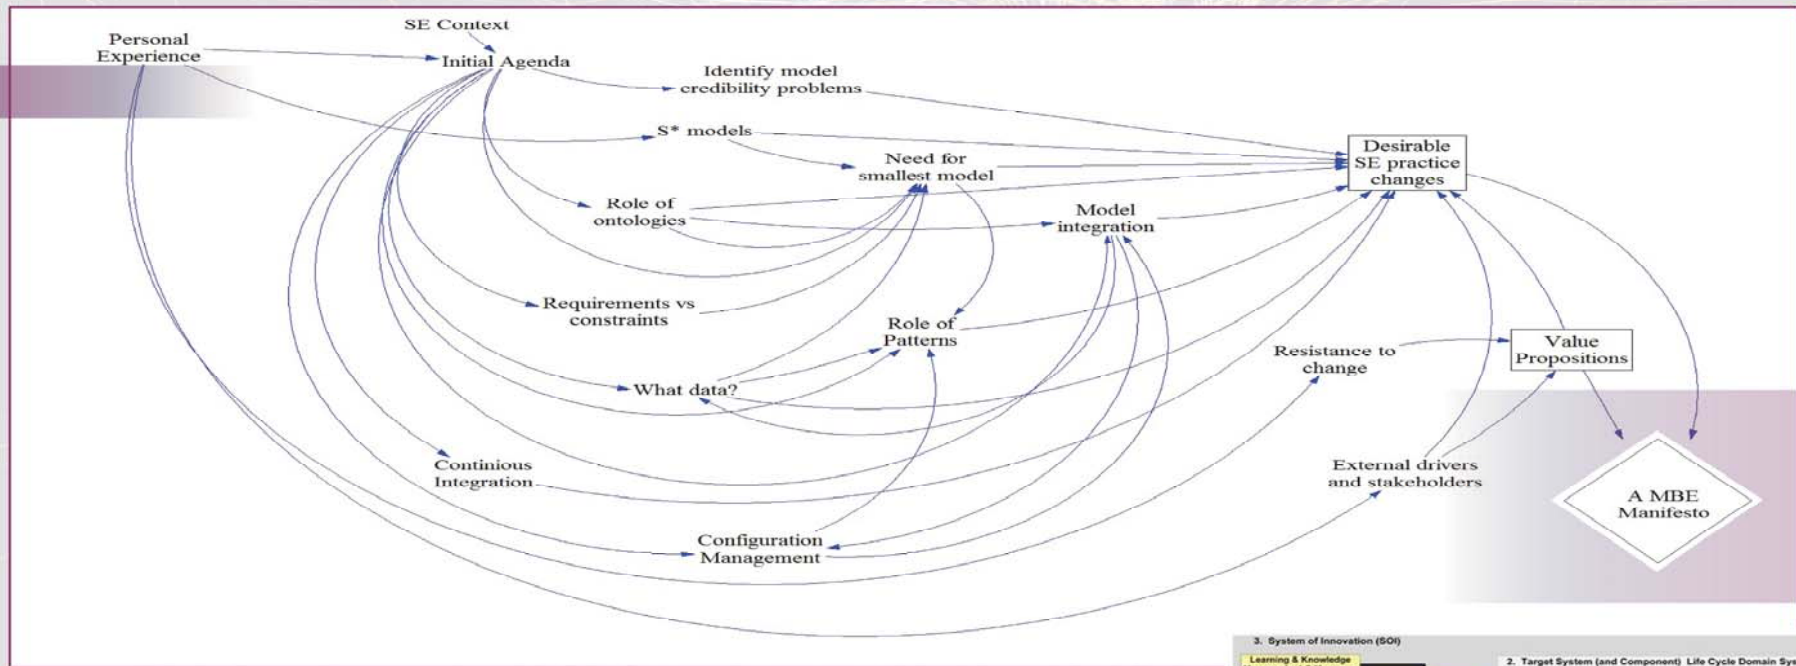 SE Context
Personal
Experience
Initial Agenda
Identify model
credibility problems
S* models
Need for
smallest model
Desirable
SE practice
changes
Role of
ontologies
Model
integration
Requirements vs
constraints
Role of
Patterns
Resistance to
change
Value
Propositions
What data?
Continious
Integration
External drivers
and stakeholders
A MBE
Manifesto
Configuration
Management
3. System of Innovation (SOI)
Learning & Knowledge
2. Target System (and Component) Life Cycle Domain Sys